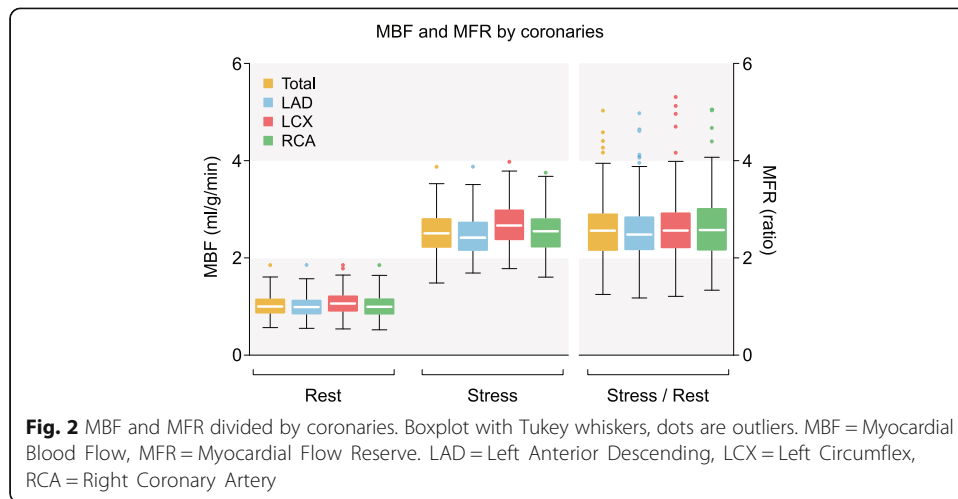 MBF and MFR by coronaries
6
4
2
0
MBF (ml/g/min)
Total
LAD
LCX
RCA
6
4
2
0
MFR (ratio)
Rest
Stress
Stress / Rest
Fig. 2 MBF and MFR divided by coronaries. Boxplot with Tukey whiskers, dots are outliers. MBF = Myocardial
Blood Flow, MFR = Myocardial Flow Reserve. LAD = Left Anterior Descending, LCX = Left Circumflex,
RCA = Right Coronary Artery